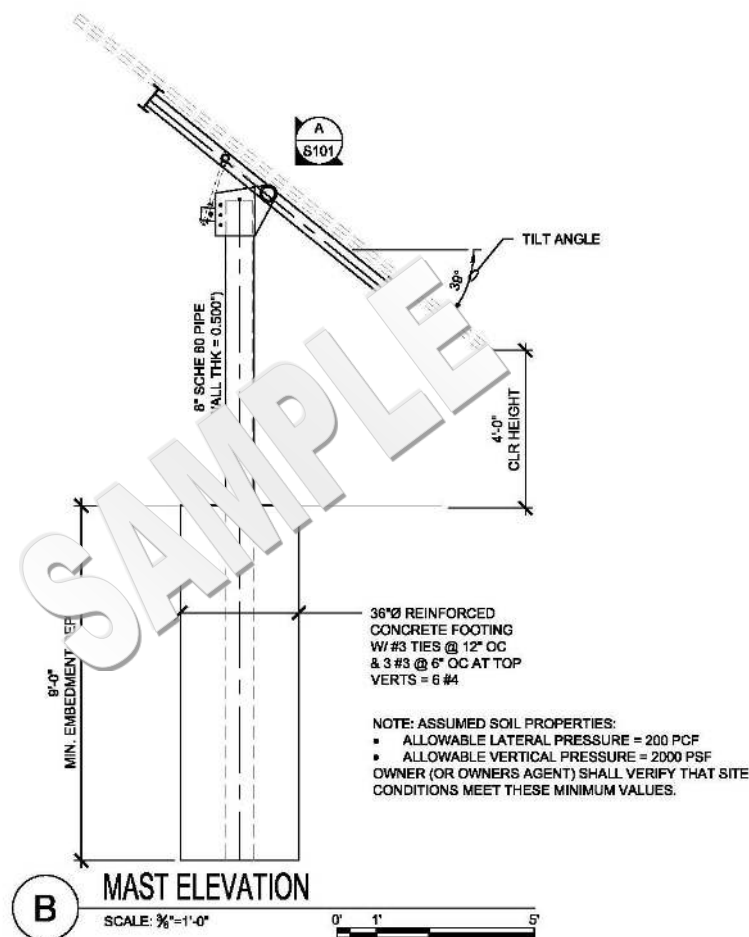 A
S101
TILT ANGLE
39°
8" SCHE 80 PIPE
ALL THK = 0.500")
4'-0"
CLR HEIGHT
9'-0"
MIN. EMBEDMENT
SAMPLE
36"Ø REINFORCED
CONCRETE FOOTING
W/ #3 TIES @ 12" OC
& 3 #3 @ 6" OC AT TOP
VERTS = 6 #4
NOTE: ASSUMED SOIL PROPERTIES:
• ALLOWABLE LATERAL PRESSURE = 200 PCF
• ALLOWABLE VERTICAL PRESSURE = 2000 PSF
OWNER (OR OWNERS AGENT) SHALL VERIFY THAT SITE
CONDITIONS MEET THESE MINIMUM VALUES.
B
MAST ELEVATION
SCALE: ⅜"=1'-0"
0' 1' 5'